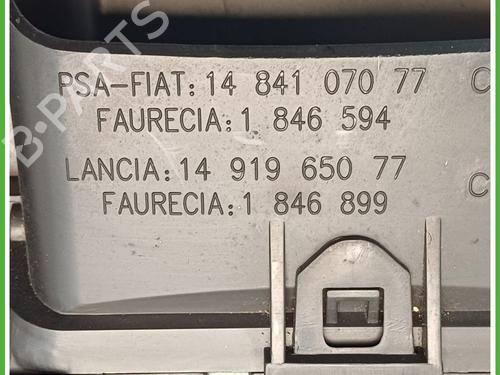 PSA-FIAT: 14 841 070 77 C
FAURECIA: 1 846 594
LANCIA: 14 919 650 77 C
FAURECIA: 1 846 899
B-PARTS